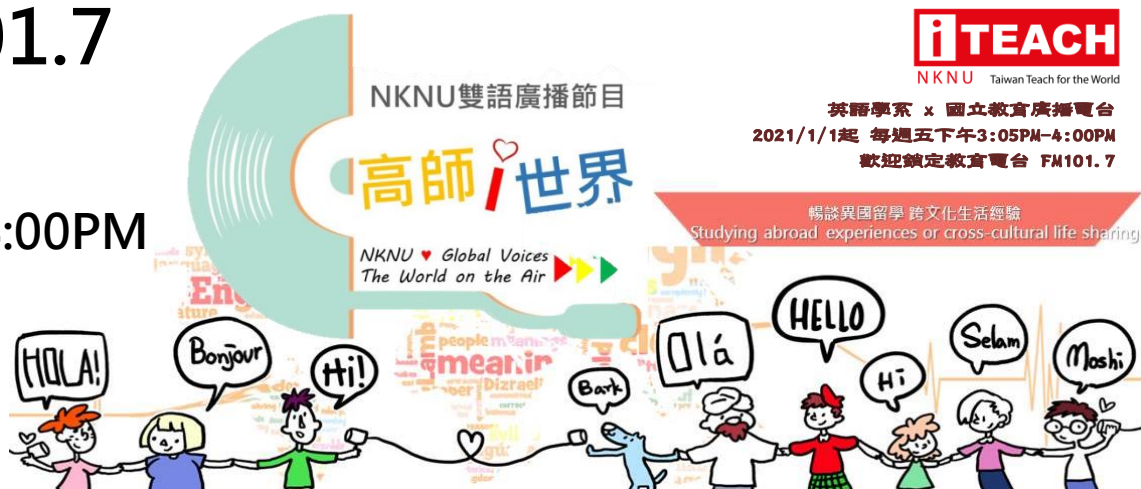 01.7
:00PM
NKNU雙語廣播節目
高師i世界
NKNU ♥ Global Voices
The World on the Air
iTEACH
NKNU Taiwan Teach for the World
英語學系 x 國立教育廣播電台
2021/1/1起 每週五下午3:05PM-4:00PM
歡迎鎖定教育電台 FM101.7
暢談異國留學 跨文化生活經驗
Studying abroad experiences or cross-cultural life sharing
people
meanin
Dizraeli
HOLA!
Bonjour
Hi!
Bark
Olá
HELLO
Hi
Selam
Moshi